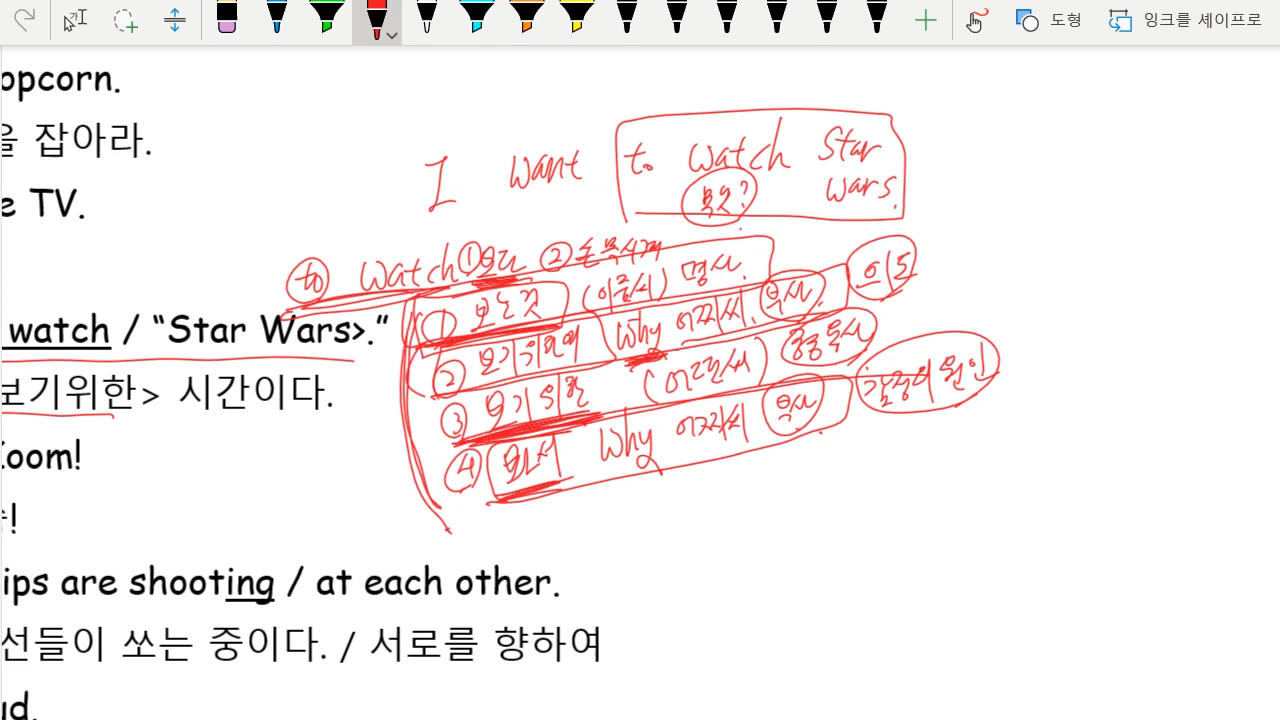 도형 잉크를 셰이프로
opcorn.
을 잡아라.
e TV.
I want to watch Star Wars.
to watch ① 보다 ②
① 보는것 (이름씨) 명사
② 보기위하여 Why 어찌씨. 부사. 의도
③ 보기위한 (어떤씨) 형용사
④ 봐서 Why 어찌씨 부사 감정의 원인
watch / “Star Wars>.”
보기위한> 시간이다.
Zoom!
!
ips are shooting / at each other.
선들이 쏘는 중이다. / 서로를 향하여
ud.